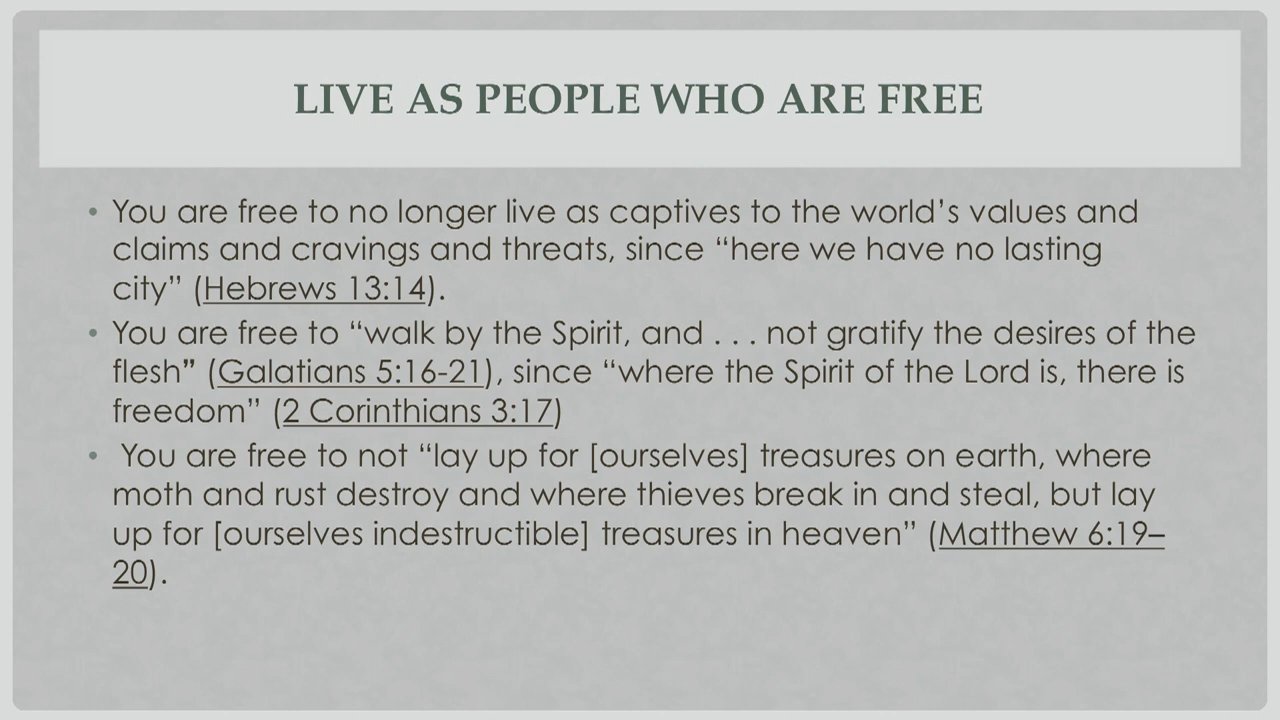 LIVE AS PEOPLE WHO ARE FREE
• You are free to no longer live as captives to the world’s values and
claims and cravings and threats, since “here we have no lasting
city” (Hebrews 13:14).
• You are free to “walk by the Spirit, and . . . not gratify the desires of the
flesh” (Galatians 5:16-21), since “where the Spirit of the Lord is, there is
freedom” (2 Corinthians 3:17)
• You are free to not “lay up for [ourselves] treasures on earth, where
moth and rust destroy and where thieves break in and steal, but lay
up for [ourselves indestructible] treasures in heaven” (Matthew 6:19–
20).